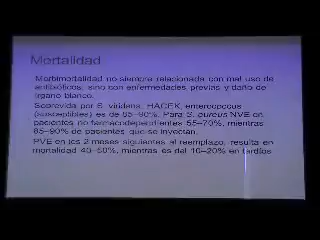 Mortalidad
Morbimortalidad no siempre relacionada con mal uso de
antibióticos, sino con enfermedades previas y daño de
órgano blanco.
Sobrevida por S. viridans, HACEK, enterococcus
(susceptibles) es de 85-90%. Para S. aureus NVE en
pacientes no farmacodependientes 55-70%, mientras
85-90% de pacientes que se inyectan.
PVE en los 2 meses siguientes al reemplazo, resulta en
mortalidad 40-50%, mientras es del 10-20% en tardíos